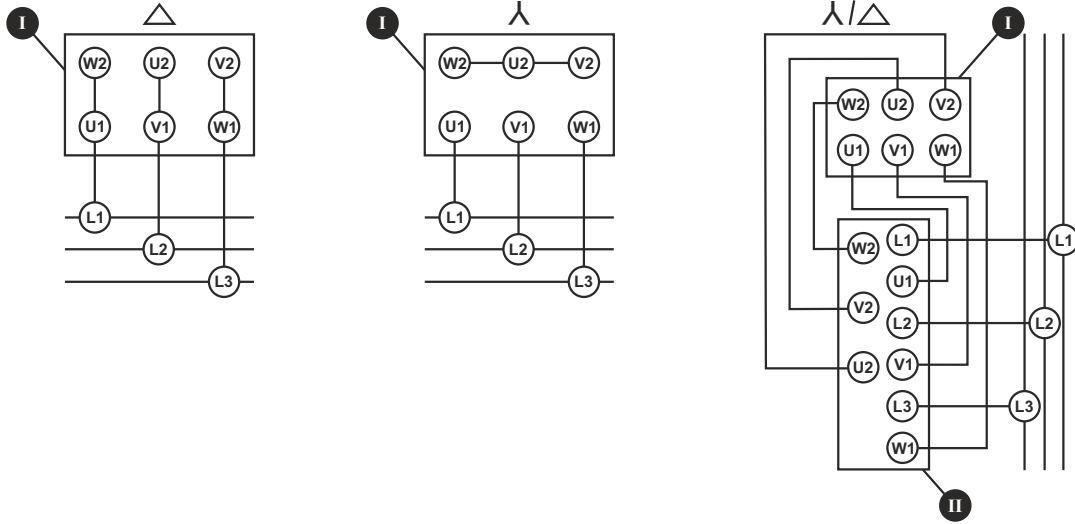 I
W2 U2 V2
U1 V1 W1
L1
L2
L3
I
W2 U2 V2
U1 V1 W1
L1
L2
L3
/
I
W2 U2 V2
U1 V1 W1
W2 L1 L1
U1
V2 L2 L2
U2 V1
L3 L3
W1
II